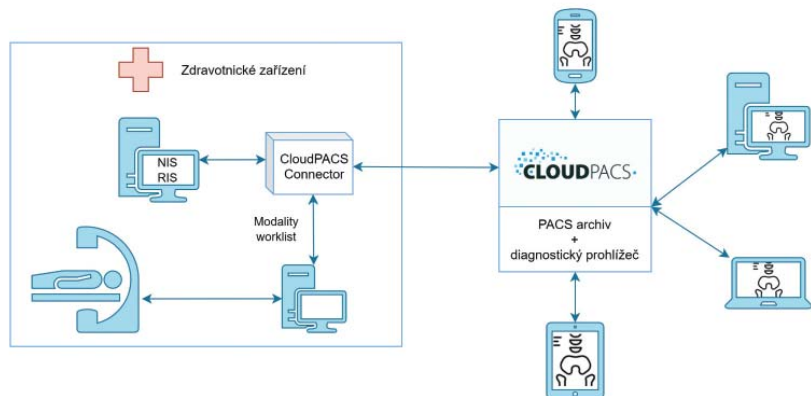 Zdravotnické zařízení
NIS
RIS
CloudPACS
Connector
Modality
worklist
CLOUDPACS
PACS archiv
+
diagnostický prohlížeč